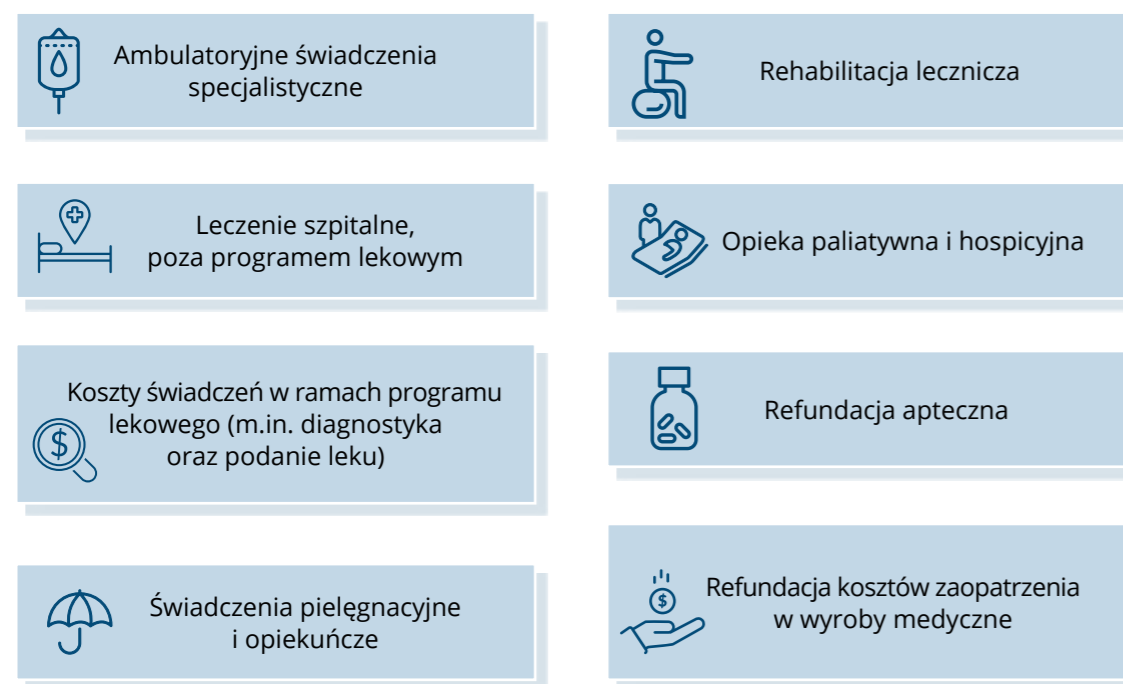 Ambulatoryjne świadczenia
specjalistyczne
Rehabilitacja lecznicza
Leczenie szpitalne,
poza programem lekowym
Opieka paliatywna i hospicyjna
Koszty świadczeń w ramach programu
lekowego (m.in. diagnostyka
oraz podanie leku)
$
Refundacja apteczna
Świadczenia pielęgnacyjne
i opiekuńcze
$
Refundacja kosztów zaopatrzenia
w wyroby medyczne